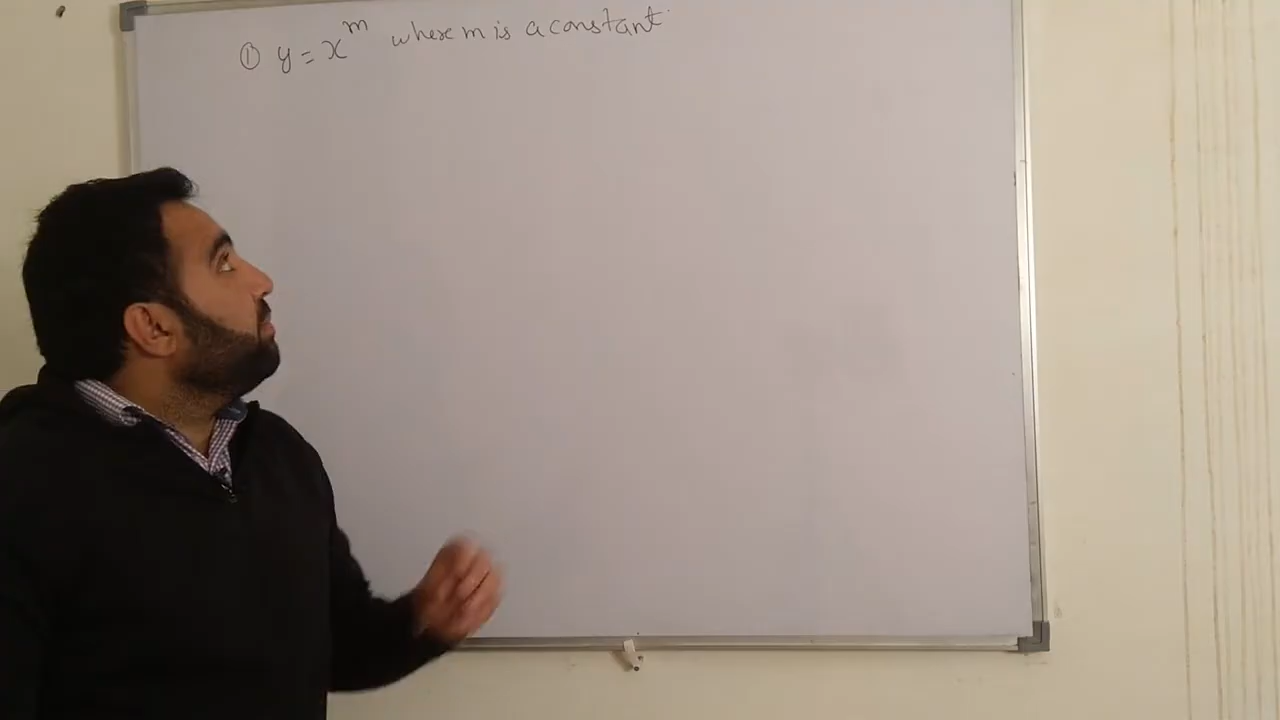 ① y = x^m where m is a constant.